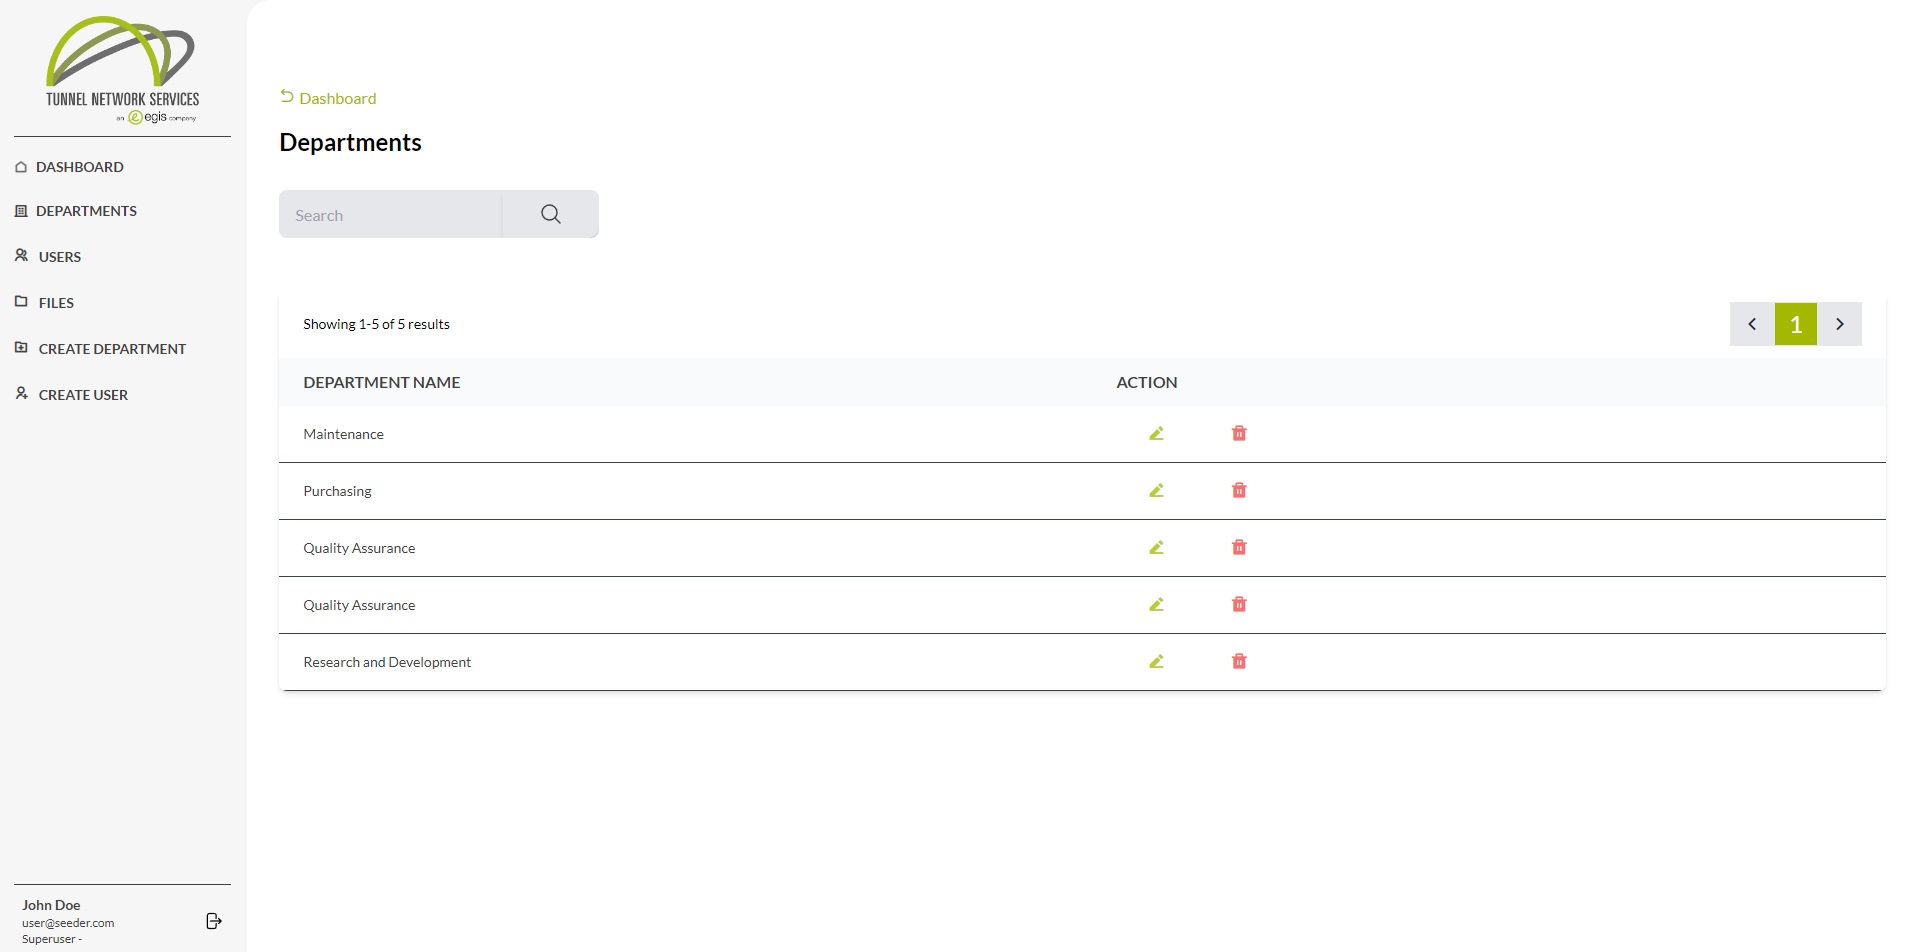 TUNNEL NETWORK SERVICES
an egis company
DASHBOARD
DEPARTMENTS
USERS
FILES
CREATE DEPARTMENT
CREATE USER
John Doe
user@seeder.com
Superuser -
Dashboard
Departments
Search
Showing 1-5 of 5 results
1
DEPARTMENT NAME ACTION
Maintenance
Purchasing
Quality Assurance
Quality Assurance
Research and Development